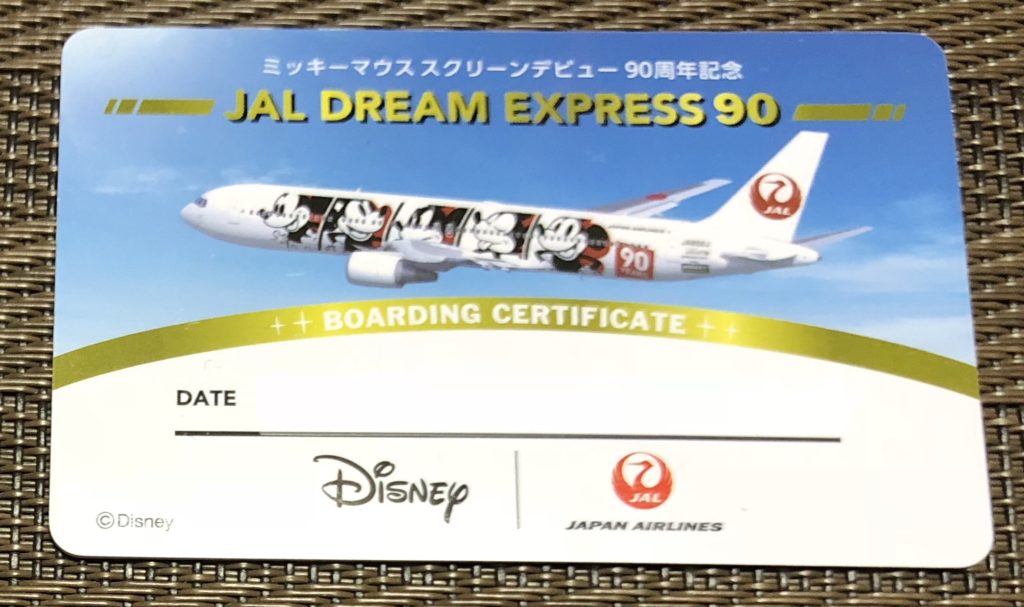 ミッキーマウス スクリーンデビュー 90周年記念
JAL DREAM EXPRESS 90
JAL
90
YEARS
BOARDING CERTIFICATE
DATE
Disney
JAL
JAPAN AIRLINES
©Disney